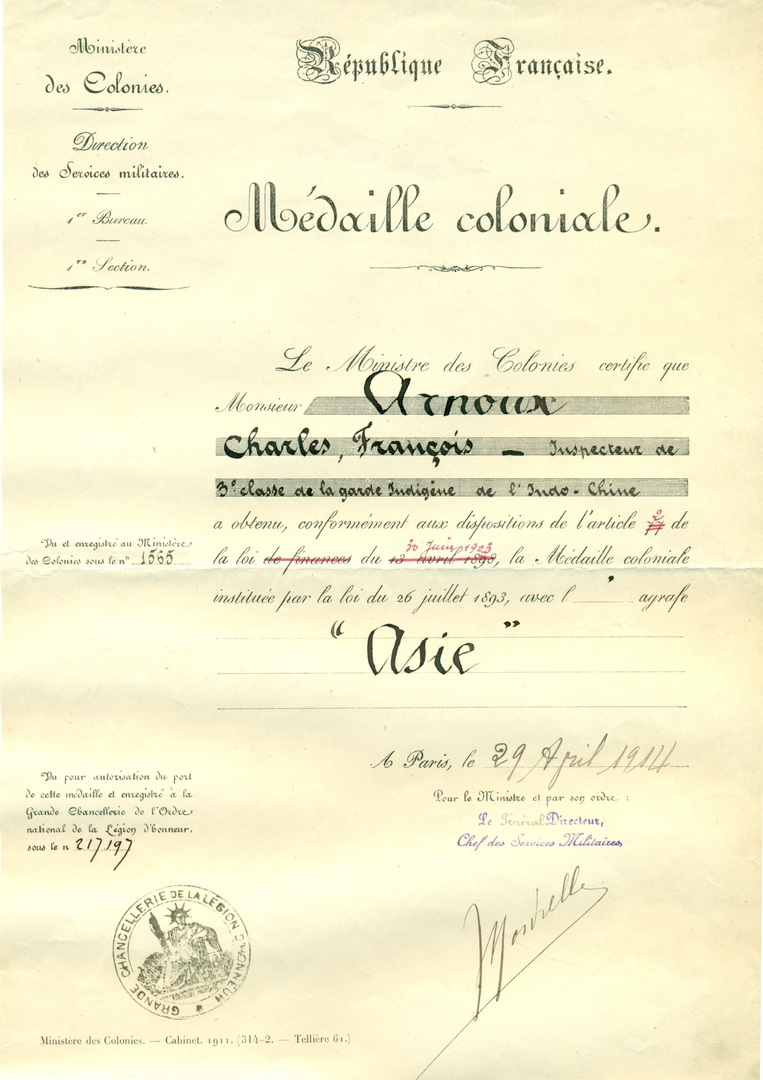 Ministère
des Colonies.
Direction
des Services militaires.
1er Bureau.
1re Section.
République Française.
Médaille coloniale.
Le Ministre des Colonies certifie que
Monsieur Arnoux
Charles, François — Inspecteur de
3e classe de la garde Indigène de l'Indo-Chine
a obtenu, conformément aux dispositions de l'article 2 de
la loi de finances du 30 Juin 1903 13 avril 1898, la Médaille coloniale
instituée par la loi du 26 juillet 1893, avec l ' agrafe
“ Asie ”
Vu et enregistré au Ministère
des Colonies sous le n° 1565
A Paris, le 29 April 1914
Pour le Ministre et par son ordre :
Le Général Directeur,
Chef des Services Militaires,
Vu pour autorisation du port
de cette médaille et enregistré à la
Grande Chancellerie de l'Ordre
national de la Légion d'honneur,
sous le n 217197
GRANDE CHANCELLERIE DE LA LÉGION D'HONNEUR
Ministère des Colonies. — Cabinet. 1911. (314-2. — Tellière 61.)